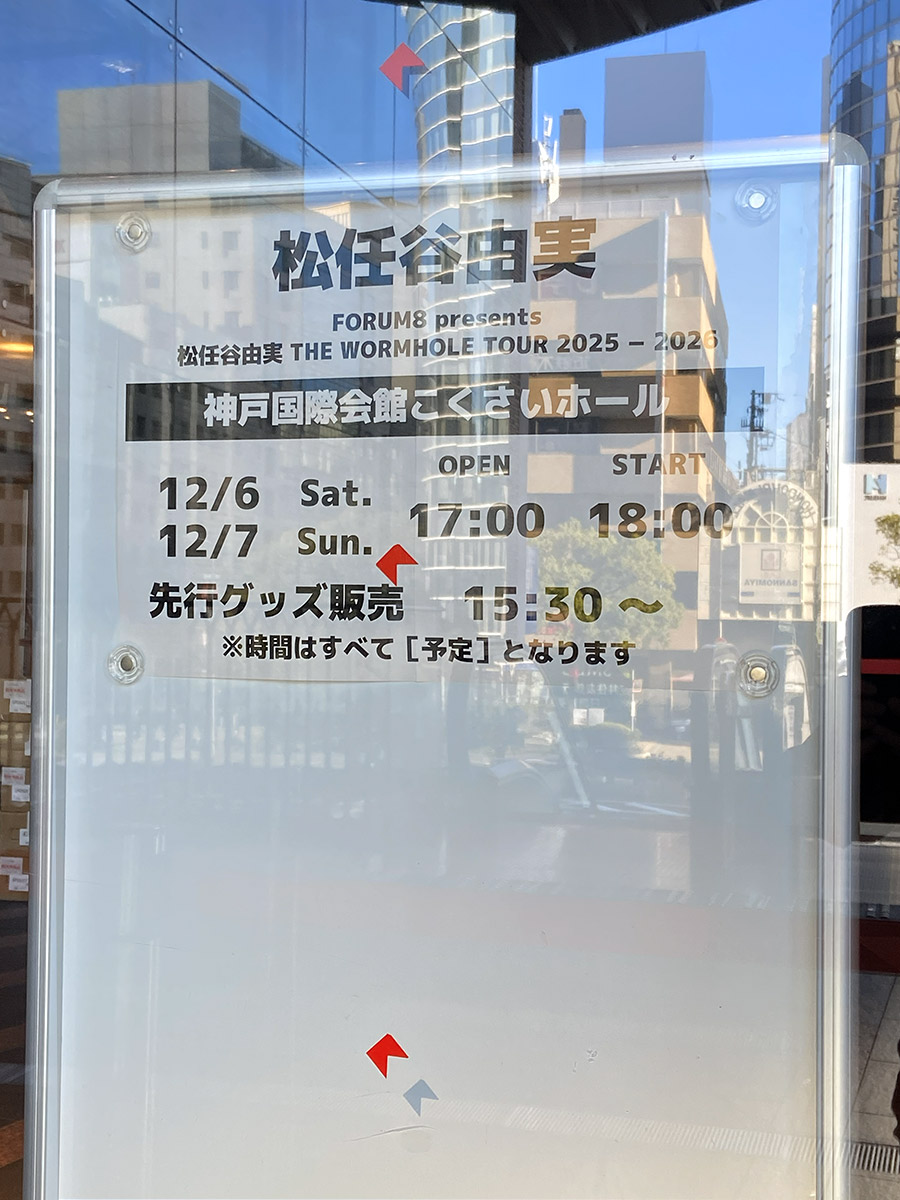 松任谷由実
FORUM8 presents
松任谷由実 THE WORMHOLE TOUR 2025 – 2026
神戸国際会館こくさいホール
OPEN START
12/6 Sat.
12/7 Sun.
17:00 18:00
先行グッズ販売 15:30 〜
※時間はすべて［予定］となります